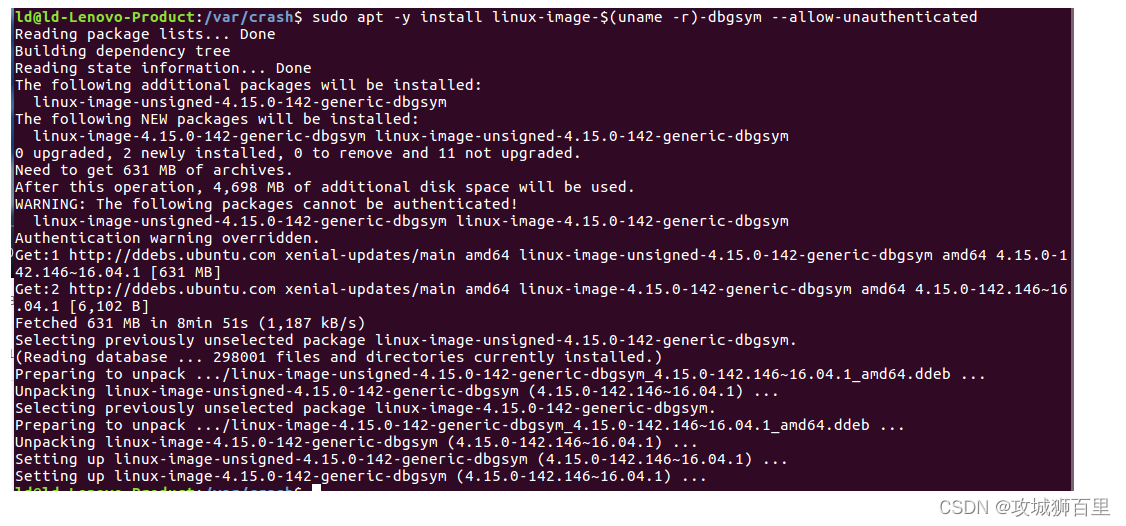 ld@ld-Lenovo-Product:/var/crash$ sudo apt -y install linux-image-$(uname -r)-dbgsym --allow-unauthenticated
Reading package lists... Done
Building dependency tree
Reading state information... Done
The following additional packages will be installed:
  linux-image-unsigned-4.15.0-142-generic-dbgsym
The following NEW packages will be installed:
  linux-image-4.15.0-142-generic-dbgsym linux-image-unsigned-4.15.0-142-generic-dbgsym
0 upgraded, 2 newly installed, 0 to remove and 11 not upgraded.
Need to get 631 MB of archives.
After this operation, 4,698 MB of additional disk space will be used.
WARNING: The following packages cannot be authenticated!
  linux-image-unsigned-4.15.0-142-generic-dbgsym linux-image-4.15.0-142-generic-dbgsym
Authentication warning overridden.
Get:1 http://ddebs.ubuntu.com xenial-updates/main amd64 linux-image-unsigned-4.15.0-142-generic-dbgsym amd64 4.15.0-1
42.146~16.04.1 [631 MB]
Get:2 http://ddebs.ubuntu.com xenial-updates/main amd64 linux-image-4.15.0-142-generic-dbgsym amd64 4.15.0-142.146~16
.04.1 [6,102 B]
Fetched 631 MB in 8min 51s (1,187 kB/s)
Selecting previously unselected package linux-image-unsigned-4.15.0-142-generic-dbgsym.
(Reading database ... 298001 files and directories currently installed.)
Preparing to unpack .../linux-image-unsigned-4.15.0-142-generic-dbgsym_4.15.0-142.146~16.04.1_amd64.ddeb ...
Unpacking linux-image-unsigned-4.15.0-142-generic-dbgsym (4.15.0-142.146~16.04.1) ...
Selecting previously unselected package linux-image-4.15.0-142-generic-dbgsym.
Preparing to unpack .../linux-image-4.15.0-142-generic-dbgsym_4.15.0-142.146~16.04.1_amd64.ddeb ...
Unpacking linux-image-4.15.0-142-generic-dbgsym (4.15.0-142.146~16.04.1) ...
Setting up linux-image-unsigned-4.15.0-142-generic-dbgsym (4.15.0-142.146~16.04.1) ...
Setting up linux-image-4.15.0-142-generic-dbgsym (4.15.0-142.146~16.04.1) ...
ld@ld-Lenovo-Product:/var/crash$
CSDN @攻城狮百里